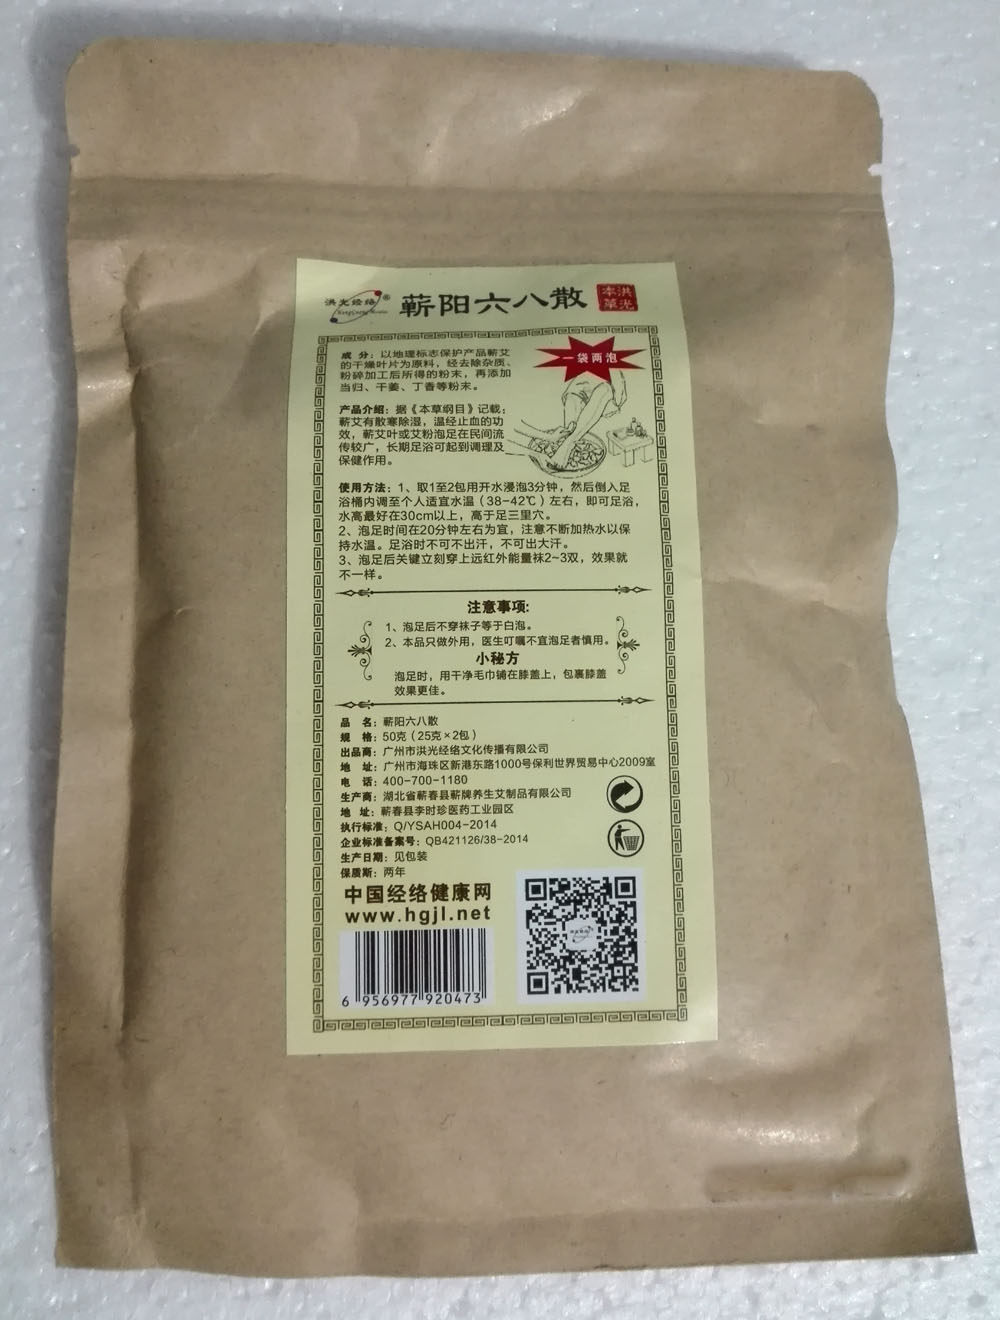 洪光经络®
蕲阳六八散
洪光
本草
一袋两泡
成 分：以地理标志保护产品蕲艾
的干燥叶片为原料，经去除杂质、
粉碎加工后所得的粉末，再添加
当归、干姜、丁香等粉末。
产品介绍：据《本草纲目》记载；
蕲艾有散寒除湿，温经止血的功
效，蕲艾叶或艾粉泡足在民间流
传较广，长期足浴可起到调理及
保健作用。
使用方法：1、取1至2包用开水浸泡3分钟，然后倒入足
浴桶内调至个人适宜水温（38-42℃）左右，即可足浴，
水高最好在30cm以上，高于足三里穴。
2、泡足时间在20分钟左右为宜，注意不断加热水以保
持水温。足浴时不可不出汗，不可出大汗。
3、泡足后关键立刻穿上远红外能量袜2~3双，效果就
不一样。
注意事项:
1、泡足后不穿袜子等于白泡。
2、本品只做外用，医生叮嘱不宜泡足者慎用。
小秘方
泡足时，用干净毛巾铺在膝盖上，包裹膝盖
效果更佳。
品 名：蕲阳六八散
规 格：50克（25克×2包）
出品商：广州市洪光经络文化传播有限公司
地 址：广州市海珠区新港东路1000号保利世界贸易中心2009室
电 话：400-700-1180
生产商：湖北省蕲春县蕲牌养生艾制品有限公司
地 址：蕲春县李时珍医药工业园区
执行标准：Q/YSAH004-2014
企业标准备案号：QB421126/38-2014
生产日期：见包装
保质斯：两年
中国经络健康网
www.hgjl.net
6 956977 920473